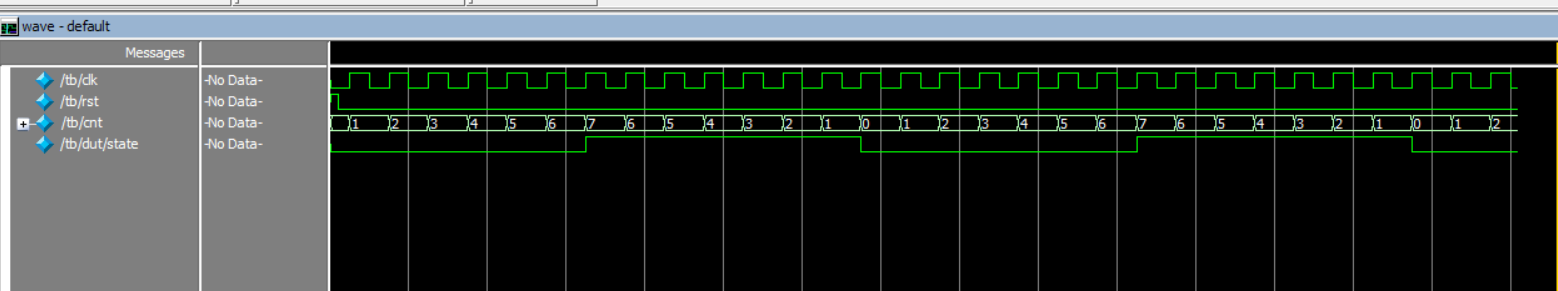 wave - default
Messages
/tb/clk -No Data-
/tb/rst -No Data-
/tb/cnt -No Data- 1 2 3 4 5 6 7 6 5 4 3 2 1 0 1 2 3 4 5 6 7 6 5 4 3 2 1 0 1 2
/tb/dut/state -No Data-